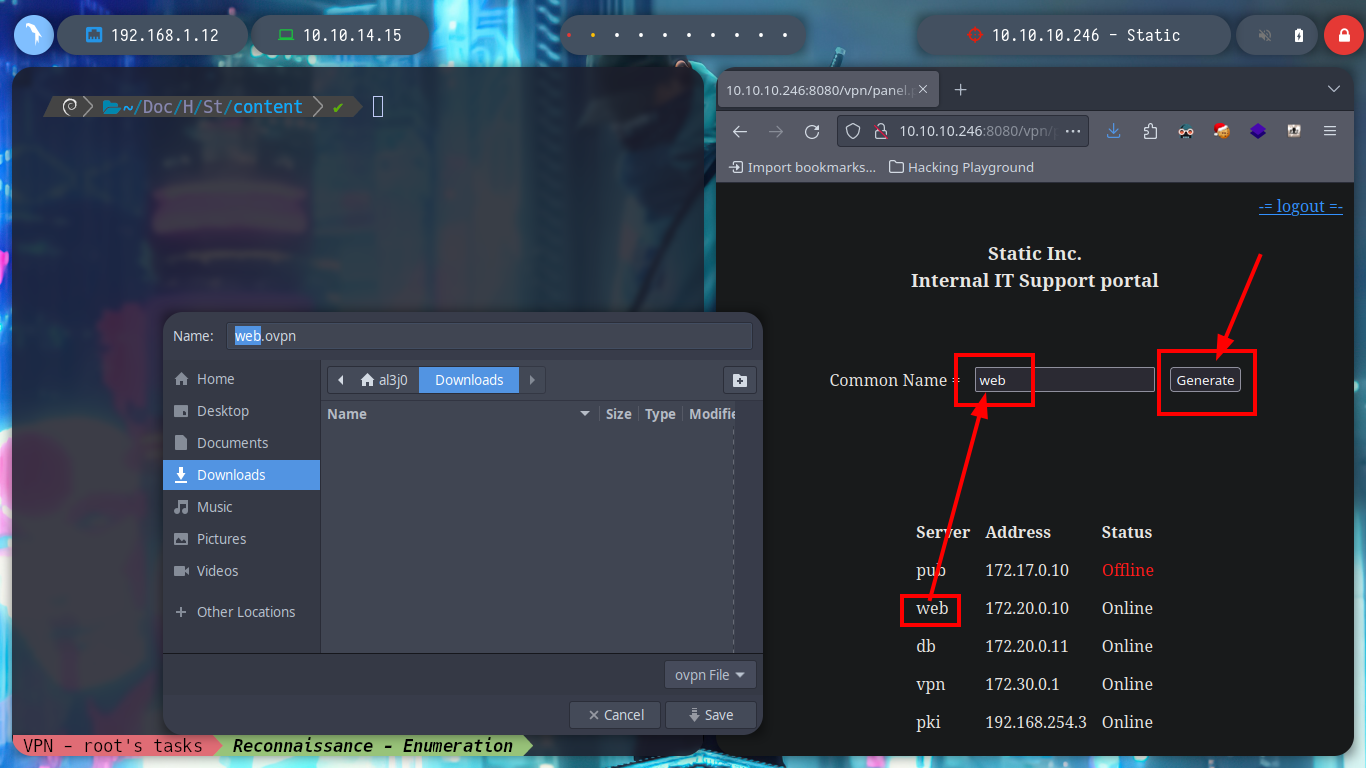 192.168.1.12
10.10.14.15
10.10.10.246 - Static
~/Doc/H/St/content
10.10.10.246:8080/vpn/panel.
10.10.10.246:8080/vpn/
Import bookmarks...
Hacking Playground
-= logout =-
Static Inc.
Internal IT Support portal
Common Name = web Generate
Server Address Status
pub 172.17.0.10 Offline
web 172.20.0.10 Online
db 172.20.0.11 Online
vpn 172.30.0.1 Online
pki 192.168.254.3 Online
Name: web.ovpn
al3j0 Downloads
Name Size Type Modifie
Home
Desktop
Documents
Downloads
Music
Pictures
Videos
+ Other Locations
ovpn File
Cancel Save
VPN - root's tasks Reconnaissance - Enumeration